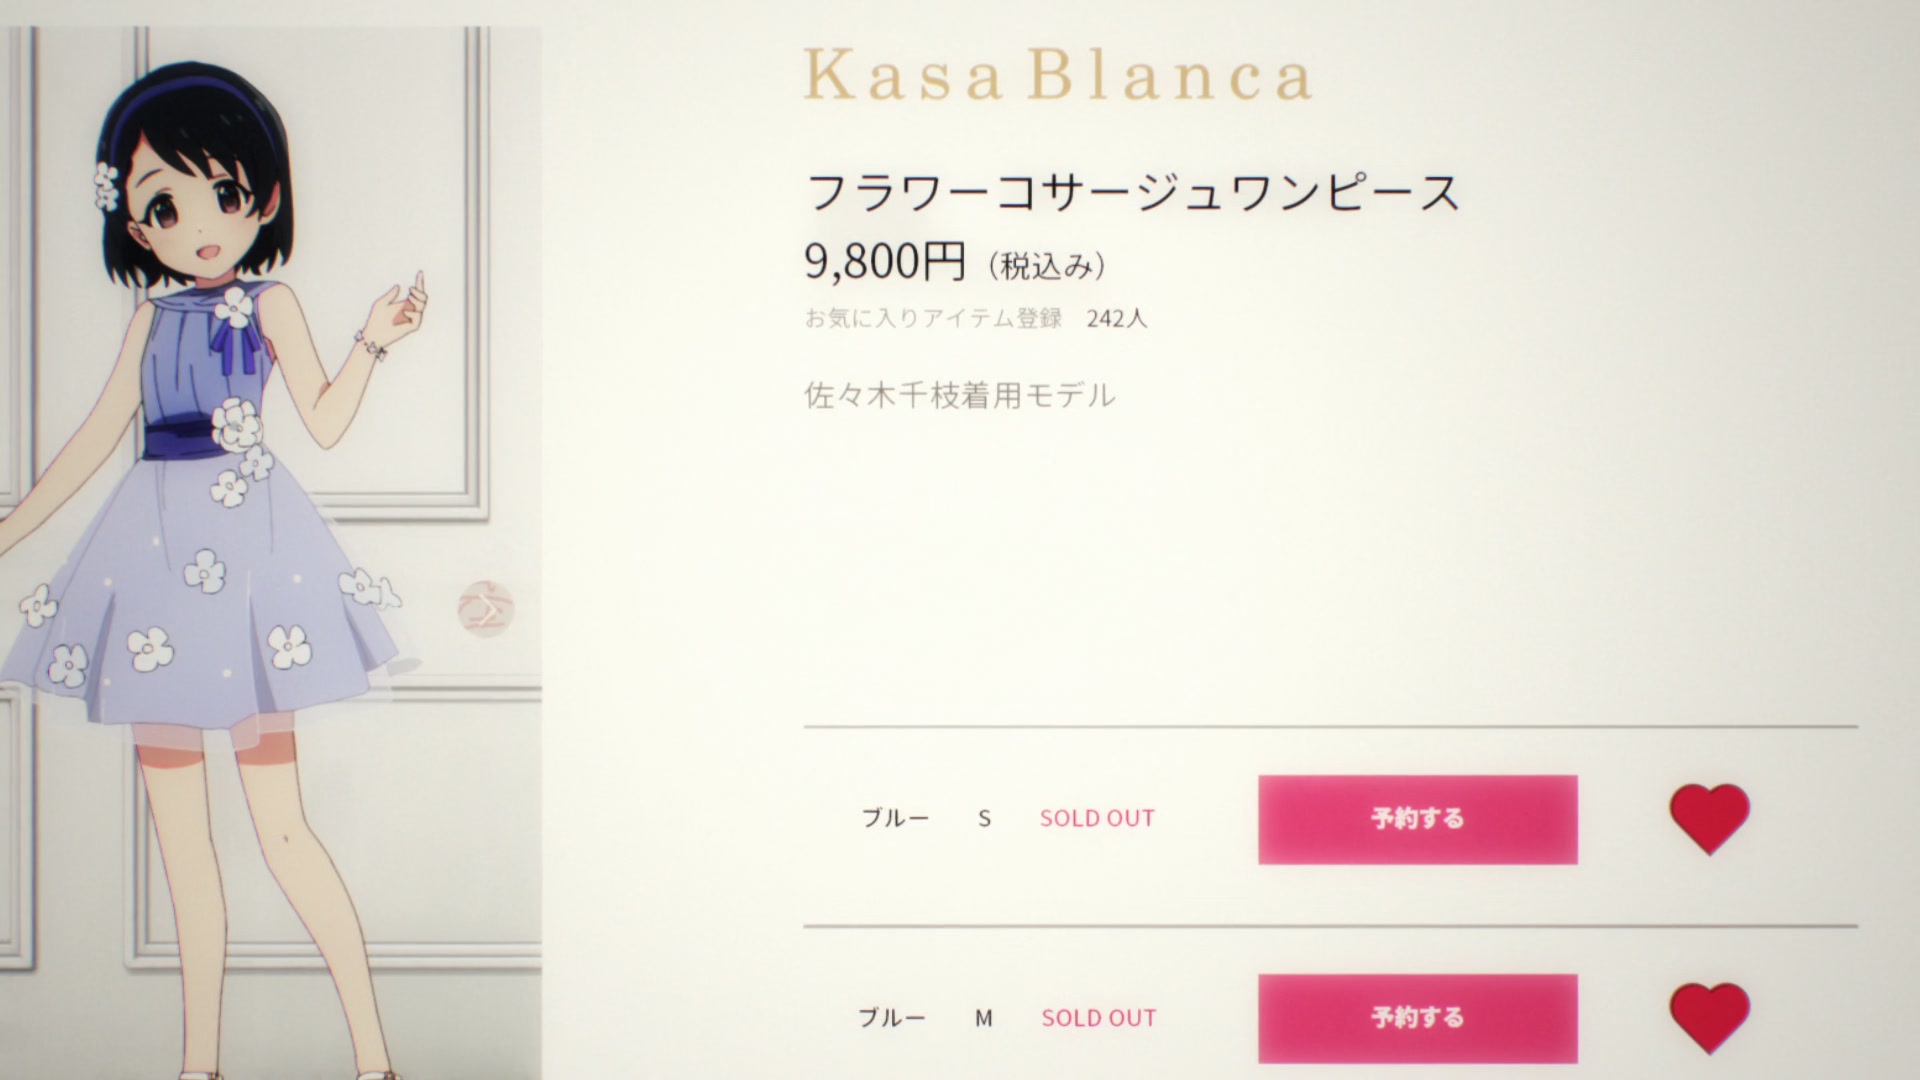 Kasa Blanca
フラワーコサージュワンピース
9,800円（税込み）
お気に入りアイテム登録 242人
佐々木千枝着用モデル
ブルー S SOLD OUT 予約する
ブルー M SOLD OUT 予約する